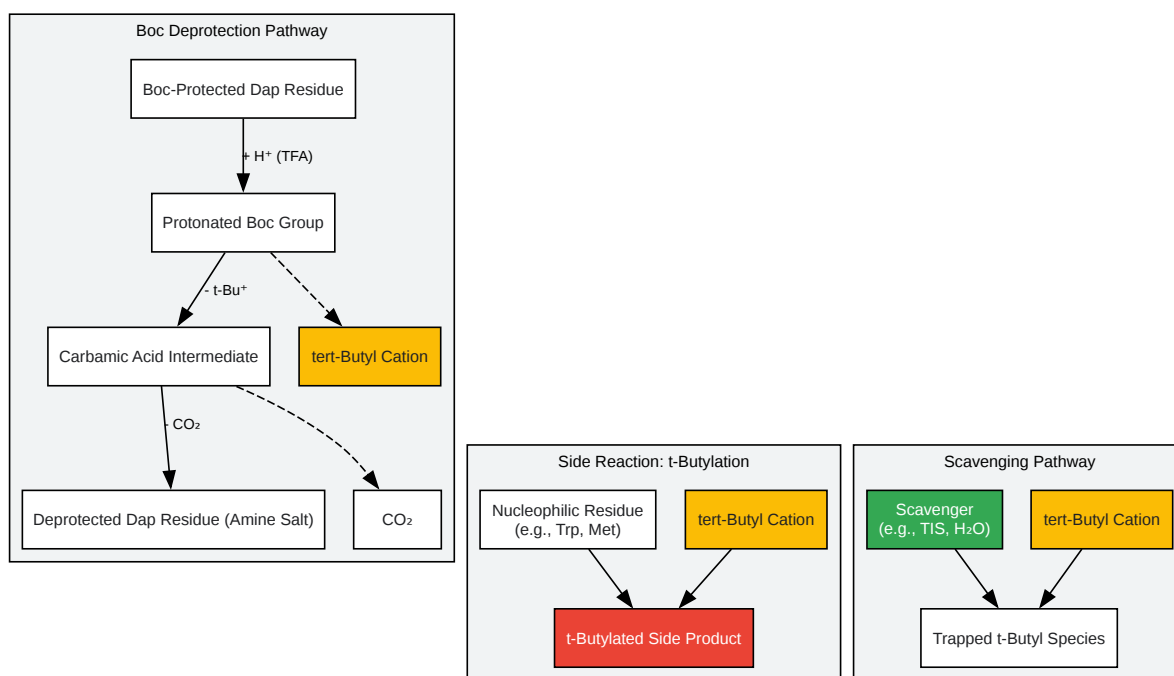 Boc Deprotection Pathway
Boc-Protected Dap Residue
+ H⁺ (TFA)
Protonated Boc Group
- t-Bu⁺
Carbamic Acid Intermediate
tert-Butyl Cation
- CO₂
Deprotected Dap Residue (Amine Salt)
CO₂
Side Reaction: t-Butylation
Nucleophilic Residue
(e.g., Trp, Met)
tert-Butyl Cation
t-Butylated Side Product
Scavenging Pathway
Scavenger
(e.g., TIS, H₂O)
tert-Butyl Cation
Trapped t-Butyl Species